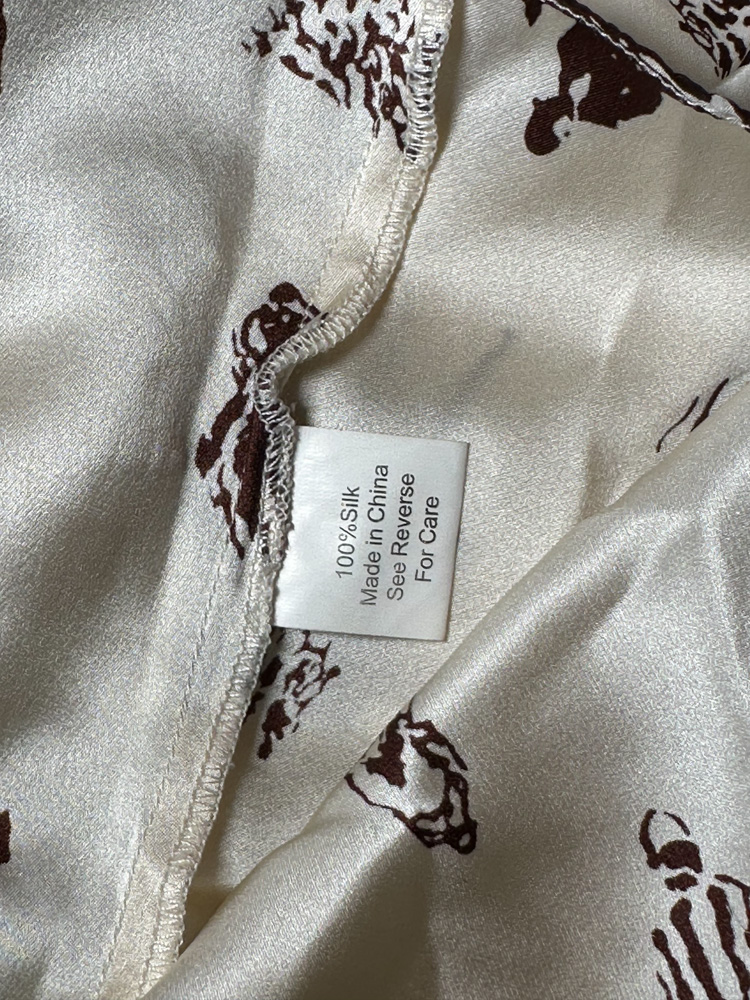 100%Silk
Made in China
See Reverse
For Care